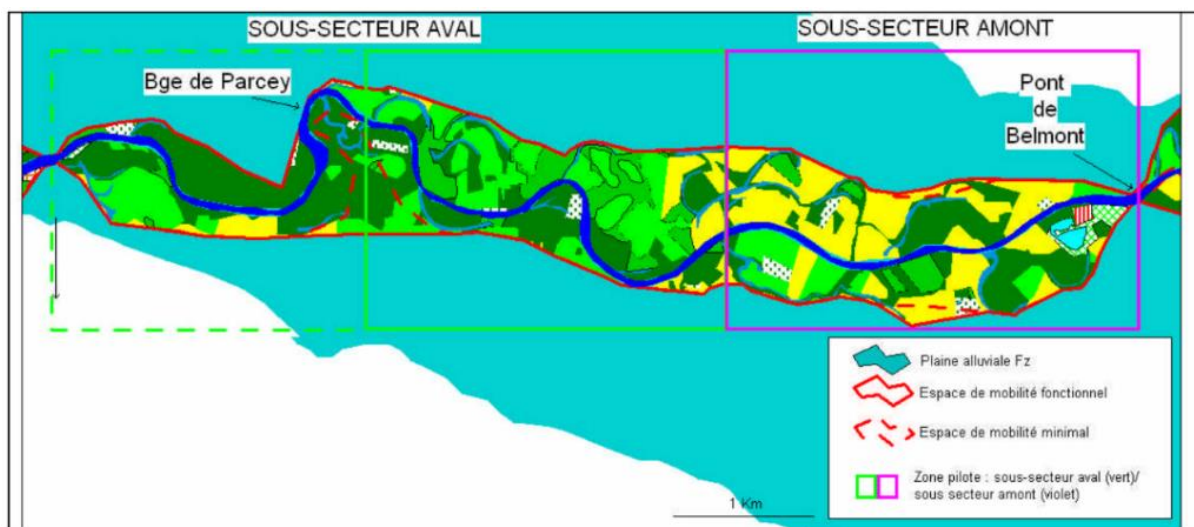 SOUS-SECTEUR AVAL
SOUS-SECTEUR AMONT
Bge de Parcey
Pont
de
Belmont
Plaine alluviale Fz
Espace de mobilité fonctionnel
Espace de mobilité minimal
Zone pilote : sous-secteur aval (vert)/
sous secteur amont (violet)
1 Km